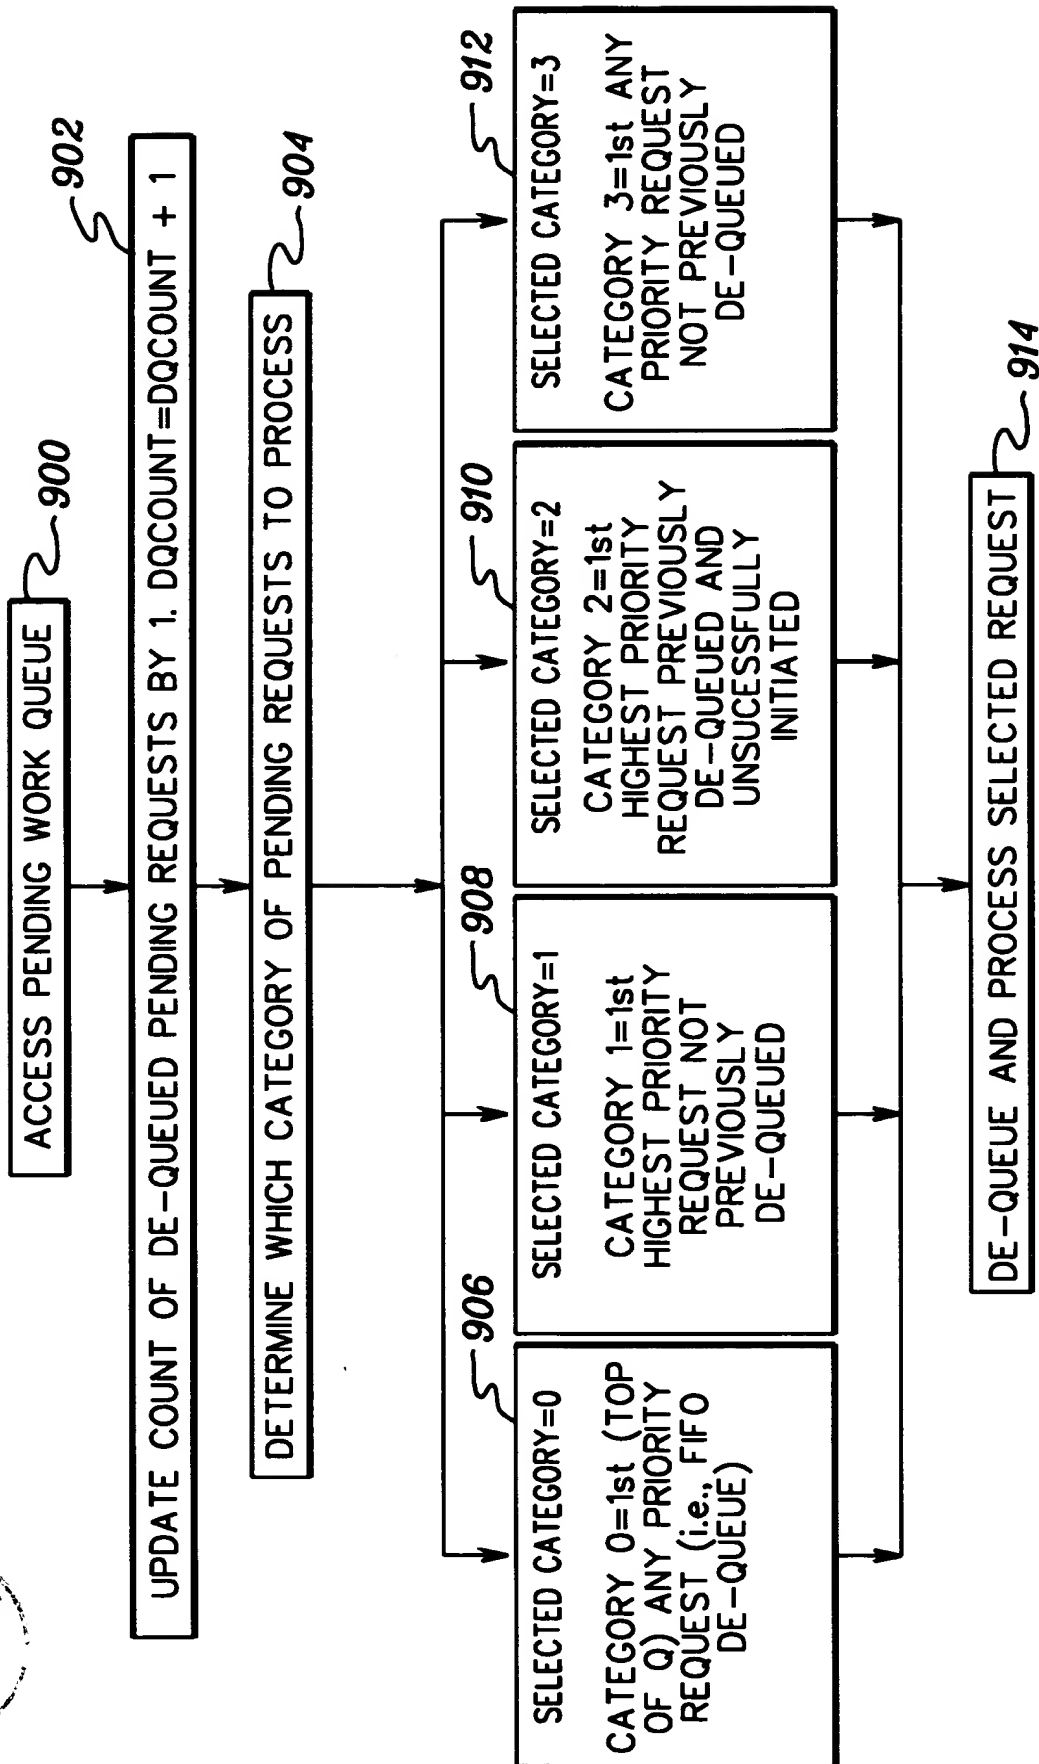 ACCESS PENDING WORK QUEUE
900
UPDATE COUNT OF DE-QUEUED PENDING REQUESTS BY 1. DQCOUNT=DQCOUNT + 1
902
DETERMINE WHICH CATEGORY OF PENDING REQUESTS TO PROCESS
904
906
SELECTED CATEGORY=0
CATEGORY 0=1st (TOP
OF Q) ANY PRIORITY
REQUEST (i.e., FIFO
DE-QUEUE)
908
SELECTED CATEGORY=1
CATEGORY 1=1st
HIGHEST PRIORITY
REQUEST NOT
PREVIOUSLY
DE-QUEUED
910
SELECTED CATEGORY=2
CATEGORY 2=1st
HIGHEST PRIORITY
REQUEST PREVIOUSLY
DE-QUEUED AND
UNSUCESSFULLY
INITIATED
912
SELECTED CATEGORY=3
CATEGORY 3=1st ANY
PRIORITY REQUEST
NOT PREVIOUSLY
DE-QUEUED
DE-QUEUE AND PROCESS SELECTED REQUEST
914